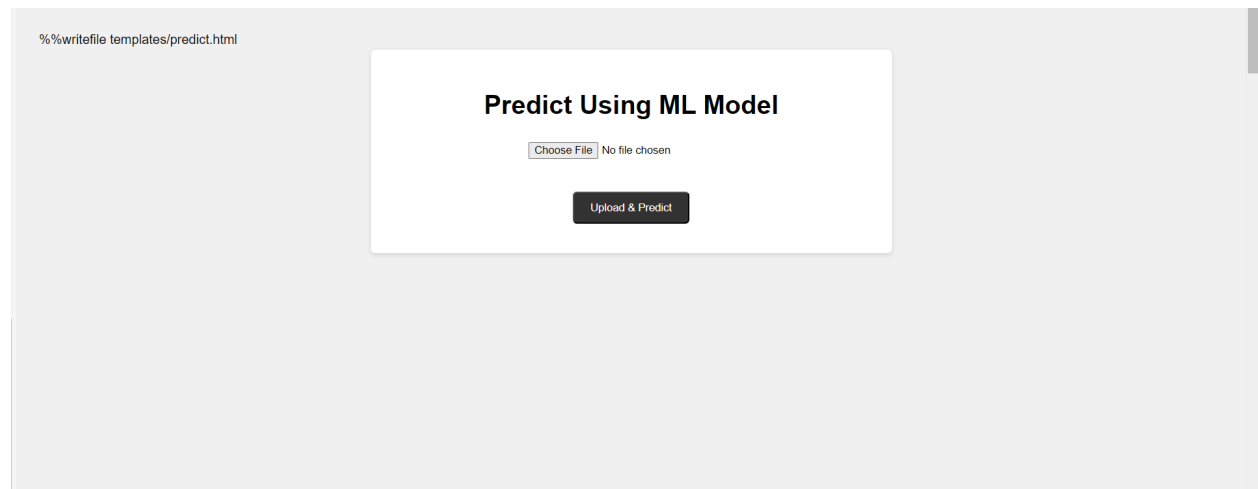 %%writefile templates/predict.html
Predict Using ML Model
Choose File No file chosen
Upload & Predict